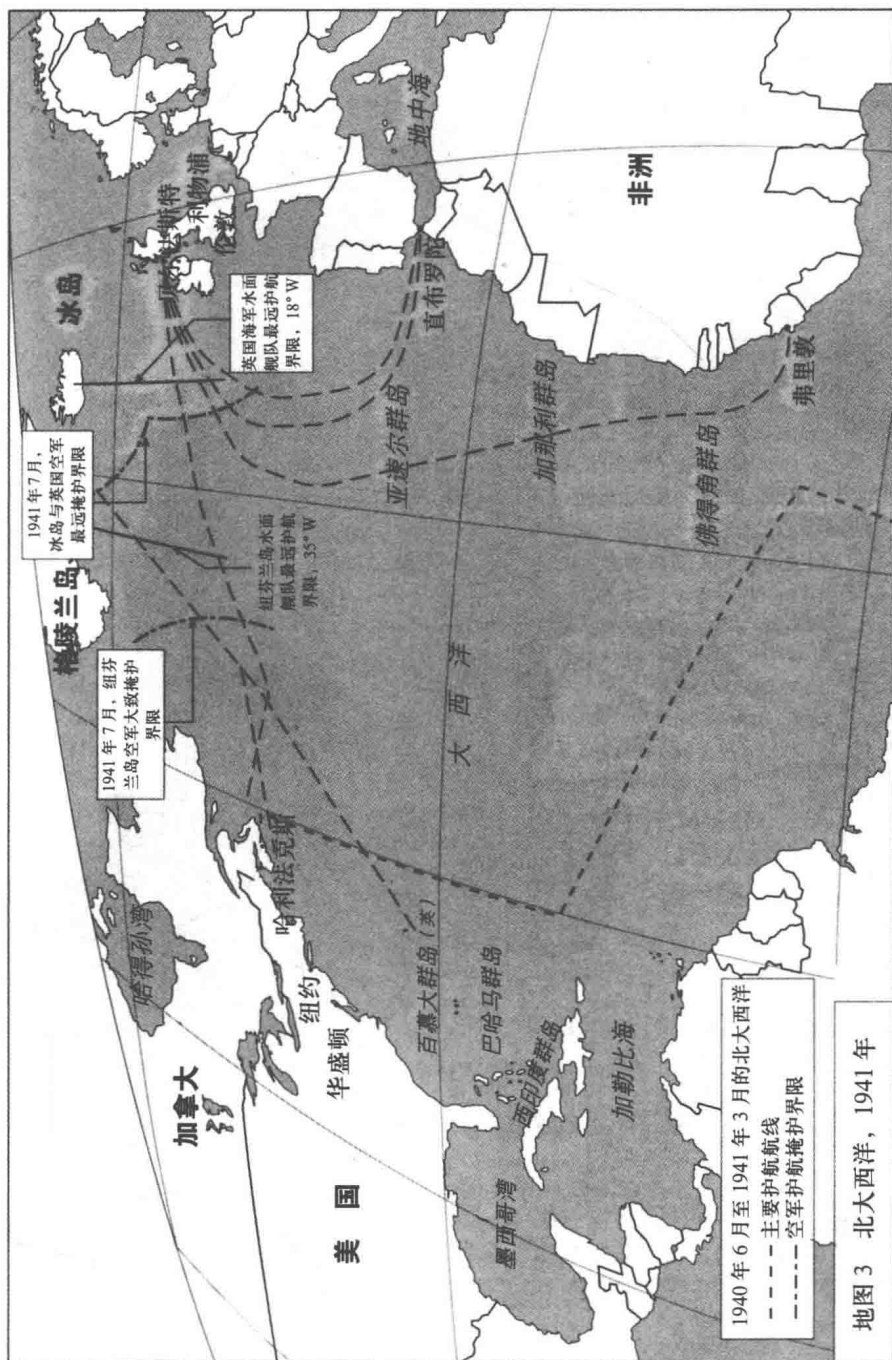 格陵兰岛
冰岛
1941年7月，
冰岛与英国空军
最远掩护界限
1941年7月，纽芬
兰岛空军大致掩护
界限
纽芬兰岛水面
舰队最远护航
界限，35°W
英国海军水面
舰队最远护航
界限，18°W
贝尔法斯特
利物浦
伦敦
哈得孙湾
加拿大
哈利法克斯
纽约
华盛顿
美国
百慕大群岛（英）
巴哈马群岛
西印度群岛
墨西哥湾
加勒比海
大西洋
亚速尔群岛
直布罗陀
地中海
加那利群岛
佛得角群岛
弗里敦
非洲
1940年6月至1941年3月的北大西洋
主要护航航线
空军护航掩护界限
地图3 北大西洋，1941年